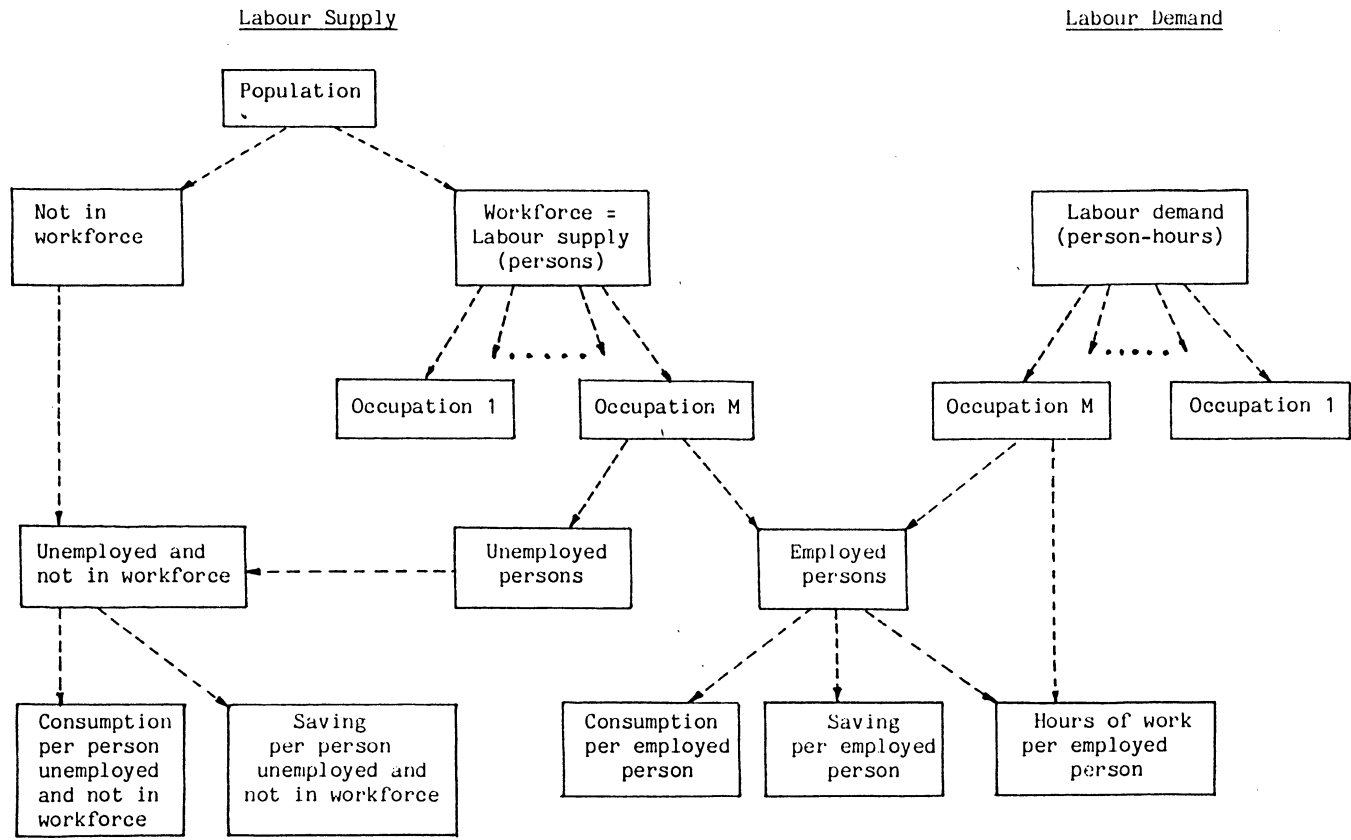 Labour Supply
Labour Demand
Population
Not in
workforce
Workforce =
Labour supply
(persons)
Labour demand
(person-hours)
Occupation 1
Occupation M
Occupation M
Occupation 1
Unemployed and
not in workforce
Unemployed
persons
Employed
persons
Consumption
per person
unemployed
and not in
workforce
Saving
per person
unemployed and
not in workforce
Consumption
per employed
person
Saving
per employed
person
Hours of work
per employed
person